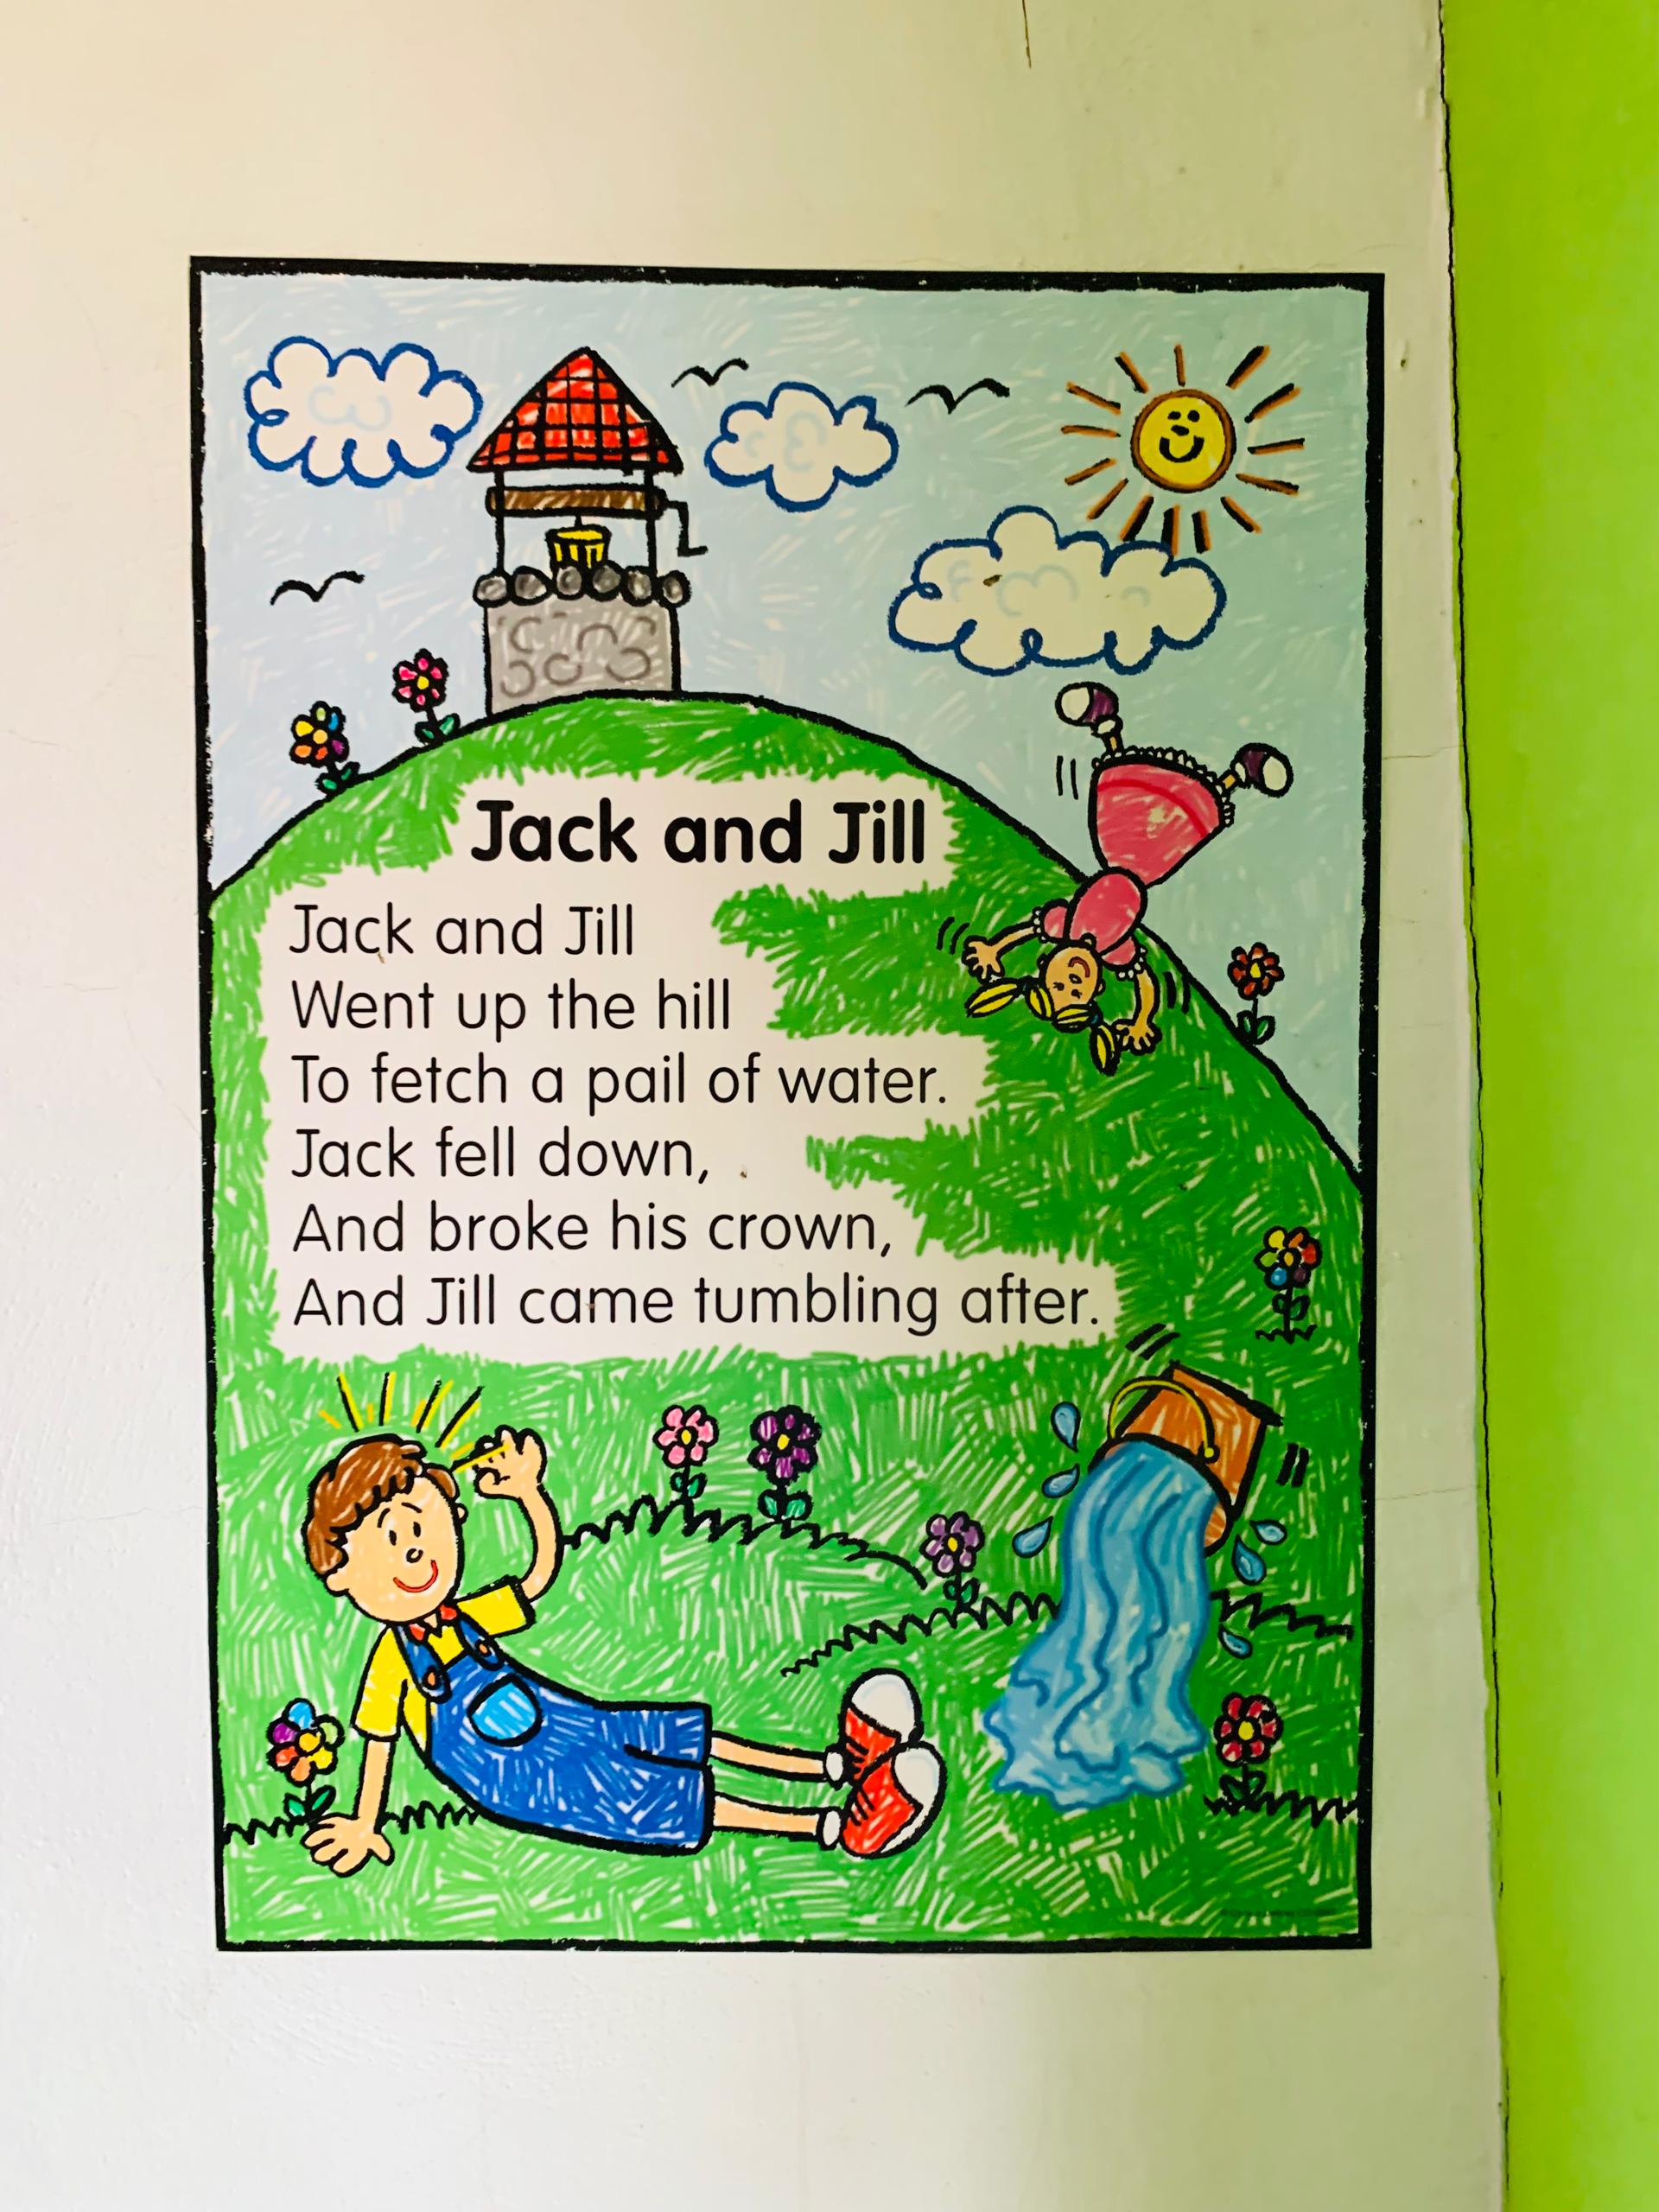 Jack and Jill
Jack and Jill
Went up the hill
To fetch a pail of water.
Jack fell down,
And broke his crown,
And Jill came tumbling after.